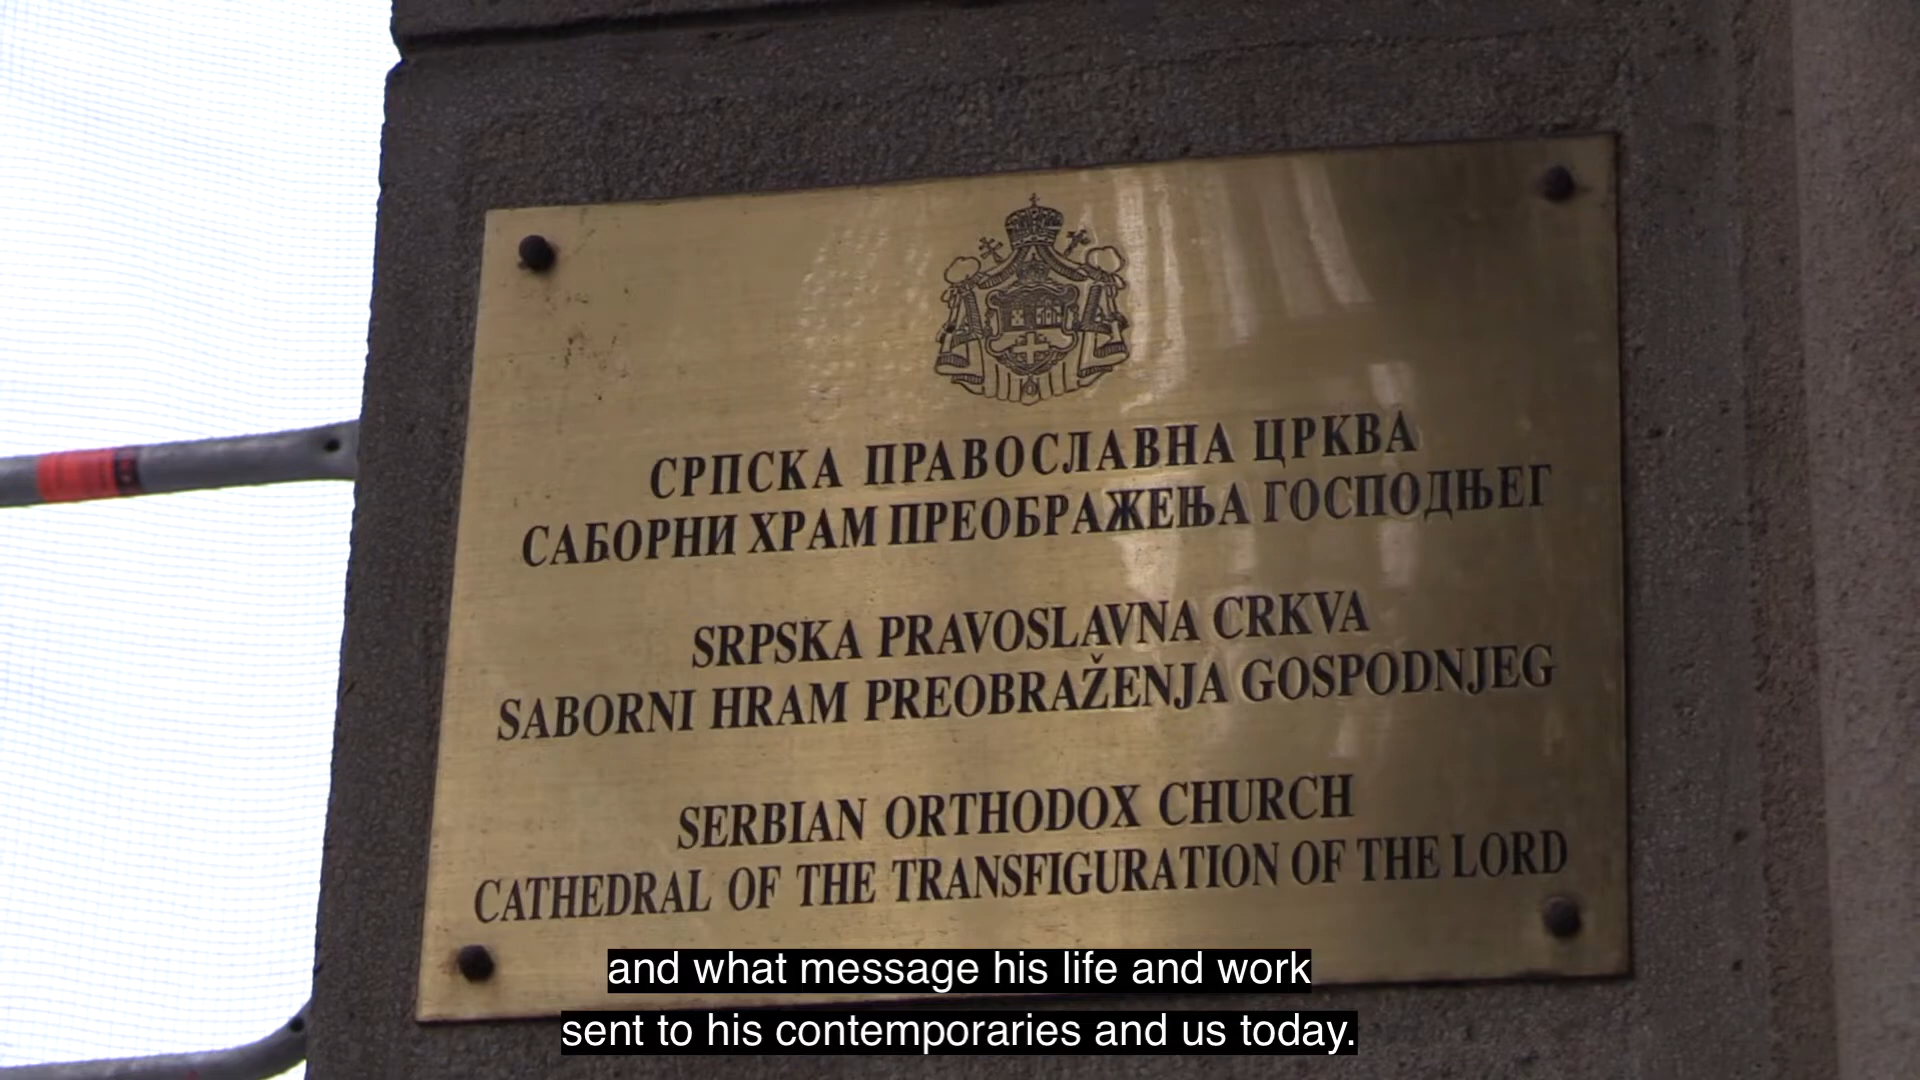 СРПСКА ПРАВОСЛАВНА ЦРКВА
САБОРНИ ХРАМ ПРЕОБРАЖЕЊА ГОСПОДЊЕГ
SRPSKA PRAVOSLAVNA CRKVA
SABORNI HRAM PREOBRAŽENJA GOSPODNJEG
SERBIAN ORTHODOX CHURCH
CATHEDRAL OF THE TRANSFIGURATION OF THE LORD
and what message his life and work
sent to his contemporaries and us today.